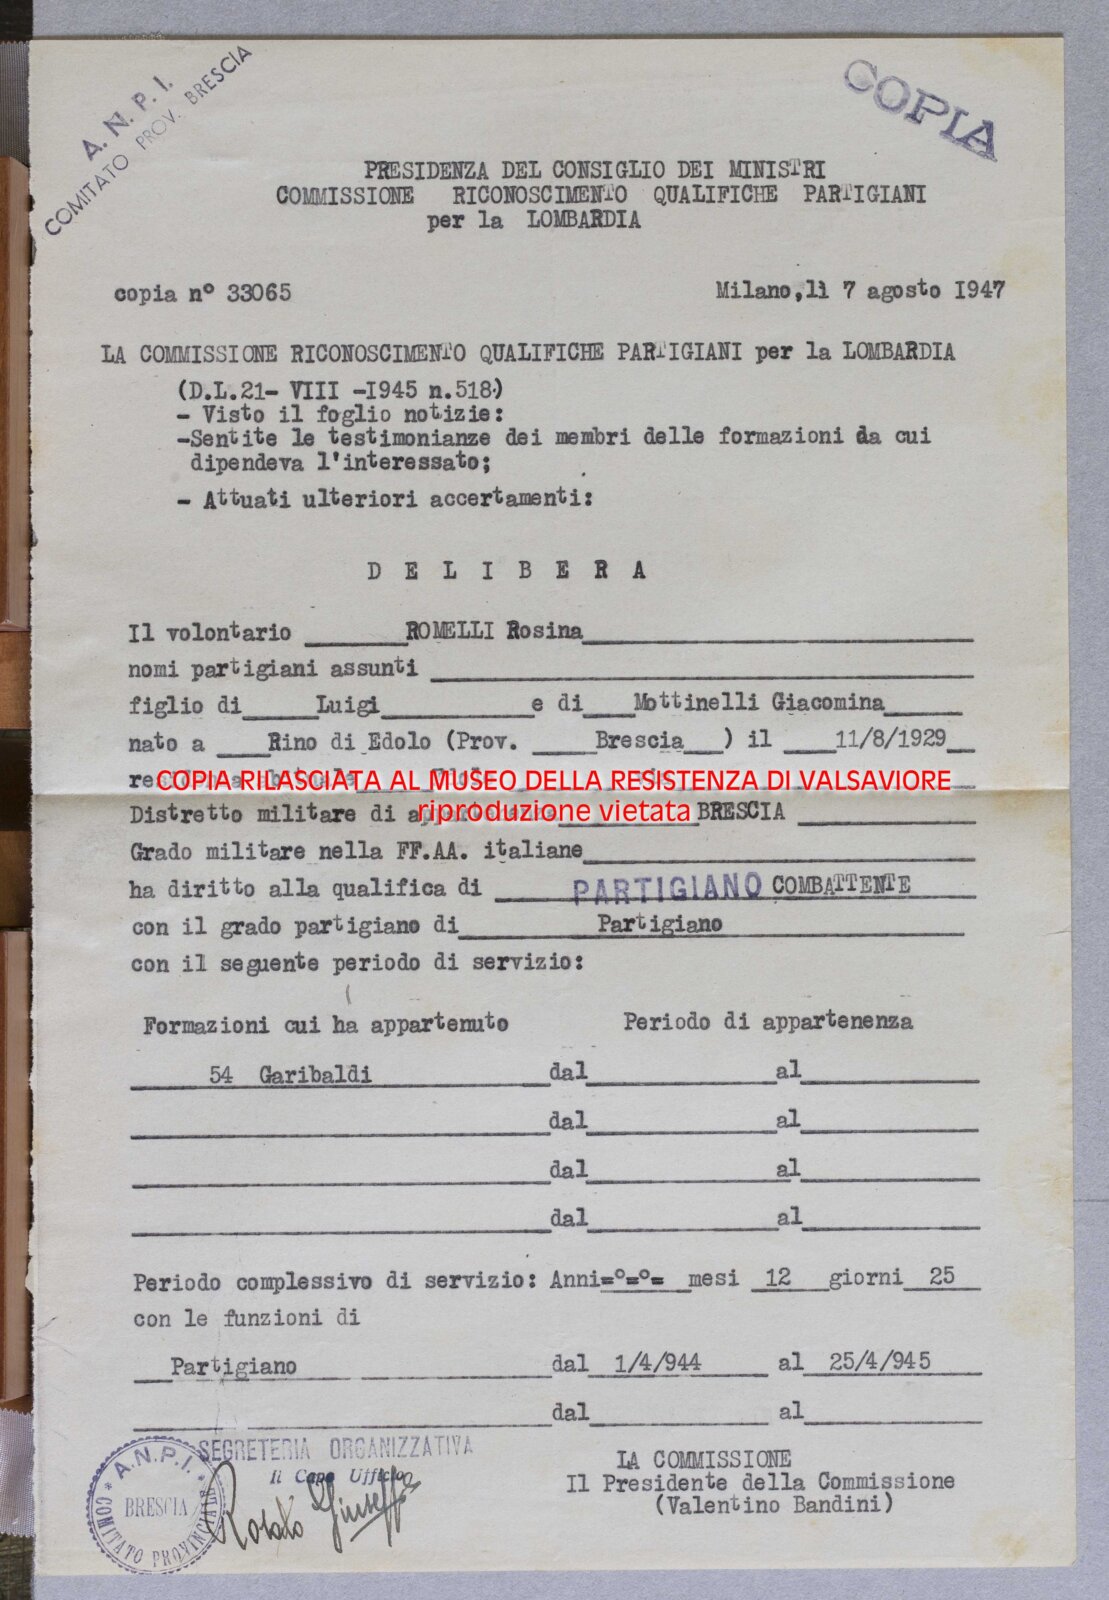 A. N. P. I.
COMITATO PROV. BRESCIA
COPIA
PRESIDENZA DEL CONSIGLIO DEI MINISTRI
COMMISSIONE RICONOSCIMENTO QUALIFICHE PARTIGIANI
per la LOMBARDIA
copia n° 33065
Milano,lì 7 agosto I947
LA COMMISSIONE RICONOSCIMENTO QUALIFICHE PARTIGIANI per la LOMBARDIA
(D.L.21- VIII -I945 n.518)
- Visto il foglio notizie:
-Sentite le testimonianze dei membri delle formazioni da cui
dipendeva l'interessato;
- Attuati ulteriori accertamenti:
D E L I B E R A
Il volontario ROMELLI Rosina
nomi partigiani assunti
figlio di Luigi e di Mottinelli Giacomina
nato a Rino di Edolo (Prov. Brescia ) il 11/8/1929
COPIA RILASCIATA AL MUSEO DELLA RESISTENZA DI VALSAVIORE
riproduzione vietata
Distretto militare di BRESCIA
Grado militare nella FF.AA. italiane
ha diritto alla qualifica di PARTIGIANO COMBATTENTE
con il grado partigiano di Partigiano
con il seguente periodo di servizio:
Formazioni cui ha appartenuto Periodo di appartenenza
54 Garibaldi dal al
dal al
dal al
dal al
Periodo complessivo di servizio: Anni=°=°= mesi 12 giorni 25
con le funzioni di
Partigiano dal 1/4/944 al 25/4/945
dal al
SEGRETERIA ORGANIZZATIVA
Il Capo Ufficio
A.N.P.I. BRESCIA COMITATO PROVINCIALE
LA COMMISSIONE
Il Presidente della Commissione
(Valentino Bandini)